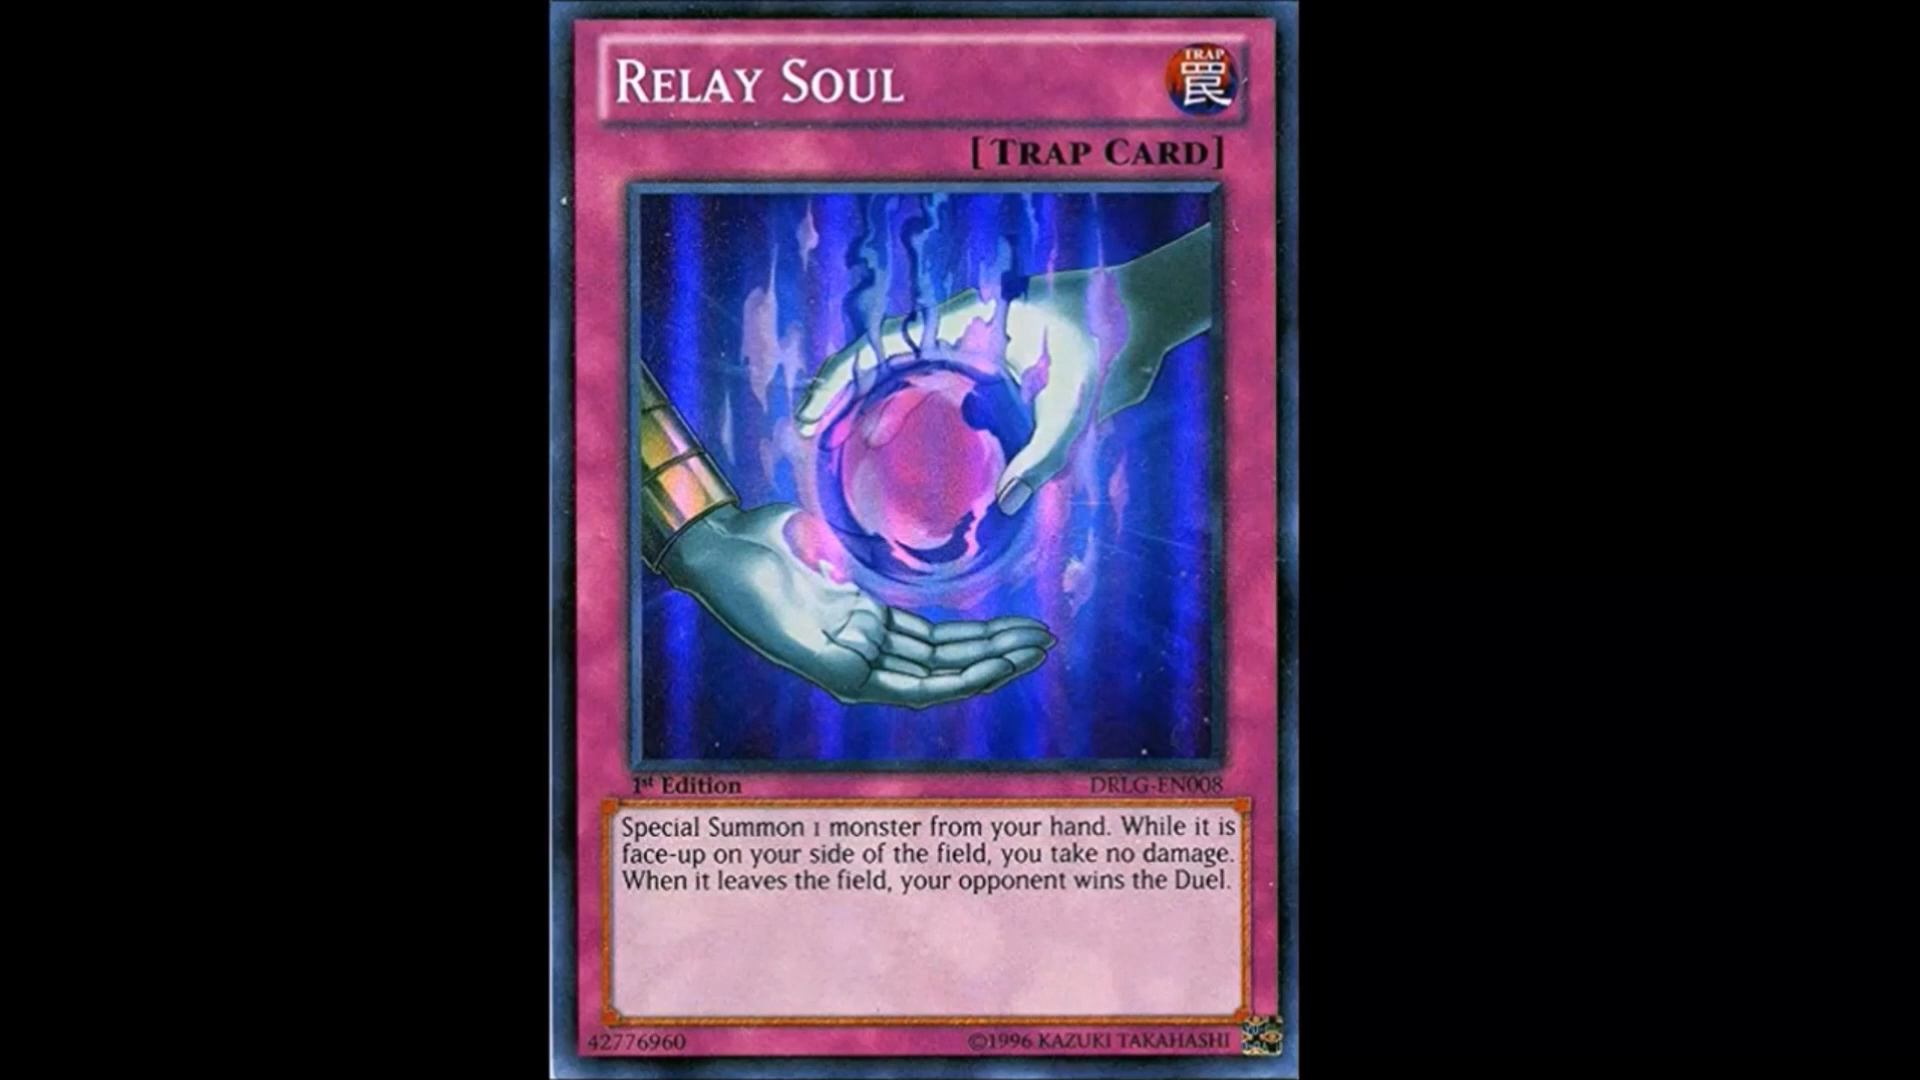 RELAY SOUL
TRAP
罠
[TRAP CARD]
1st Edition
DRLG-EN008
Special Summon 1 monster from your hand. While it is
face-up on your side of the field, you take no damage.
When it leaves the field, your opponent wins the Duel.
42776960
©1996 KAZUKI TAKAHASHI